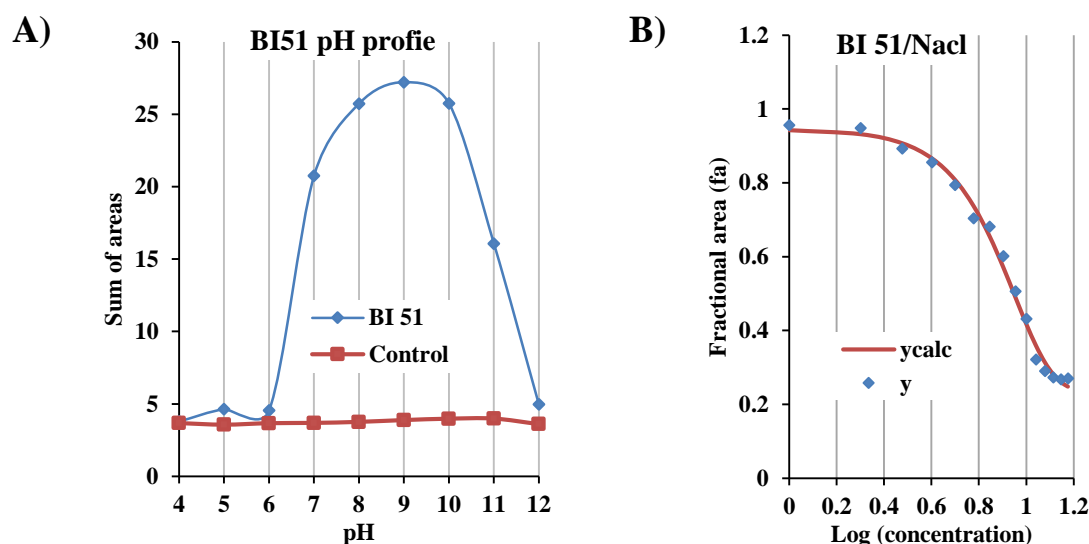 A)
BI51 pH profie
30
25
20
15
10
5
0
Sum of areas
BI 51
Control
4 5 6 7 8 9 10 11 12
pH
B)
BI 51/Nacl
1.2
1
0.8
0.6
0.4
0.2
0
Fractional area (fa)
ycalc
y
0 0.2 0.4 0.6 0.8 1 1.2
Log (concentration)